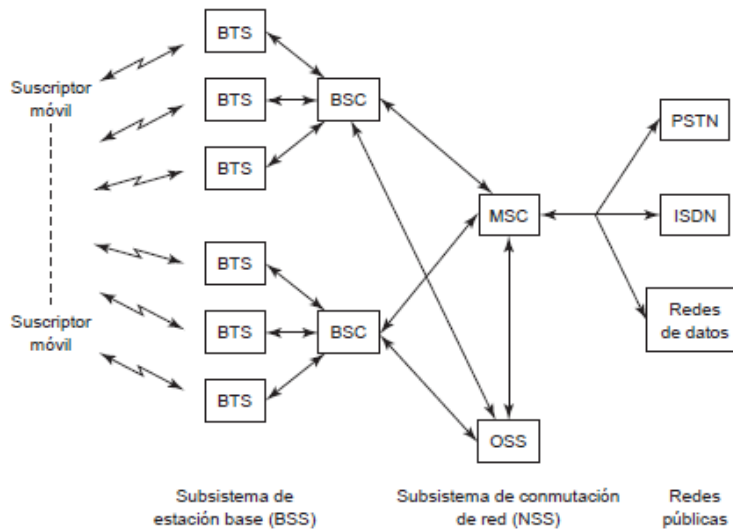 BTS
Suscriptor
móvil
BTS
BSC
PSTN
BTS
MSC
ISDN
BTS
Suscriptor
móvil
BTS
BSC
Redes
de datos
BTS
OSS
Subsistema de
estación base (BSS)
Subsistema de conmutación
de red (NSS)
Redes
públicas